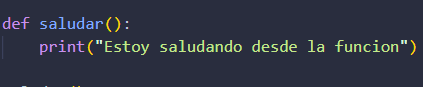 def saludar():
    print("Estoy saludando desde la funcion")